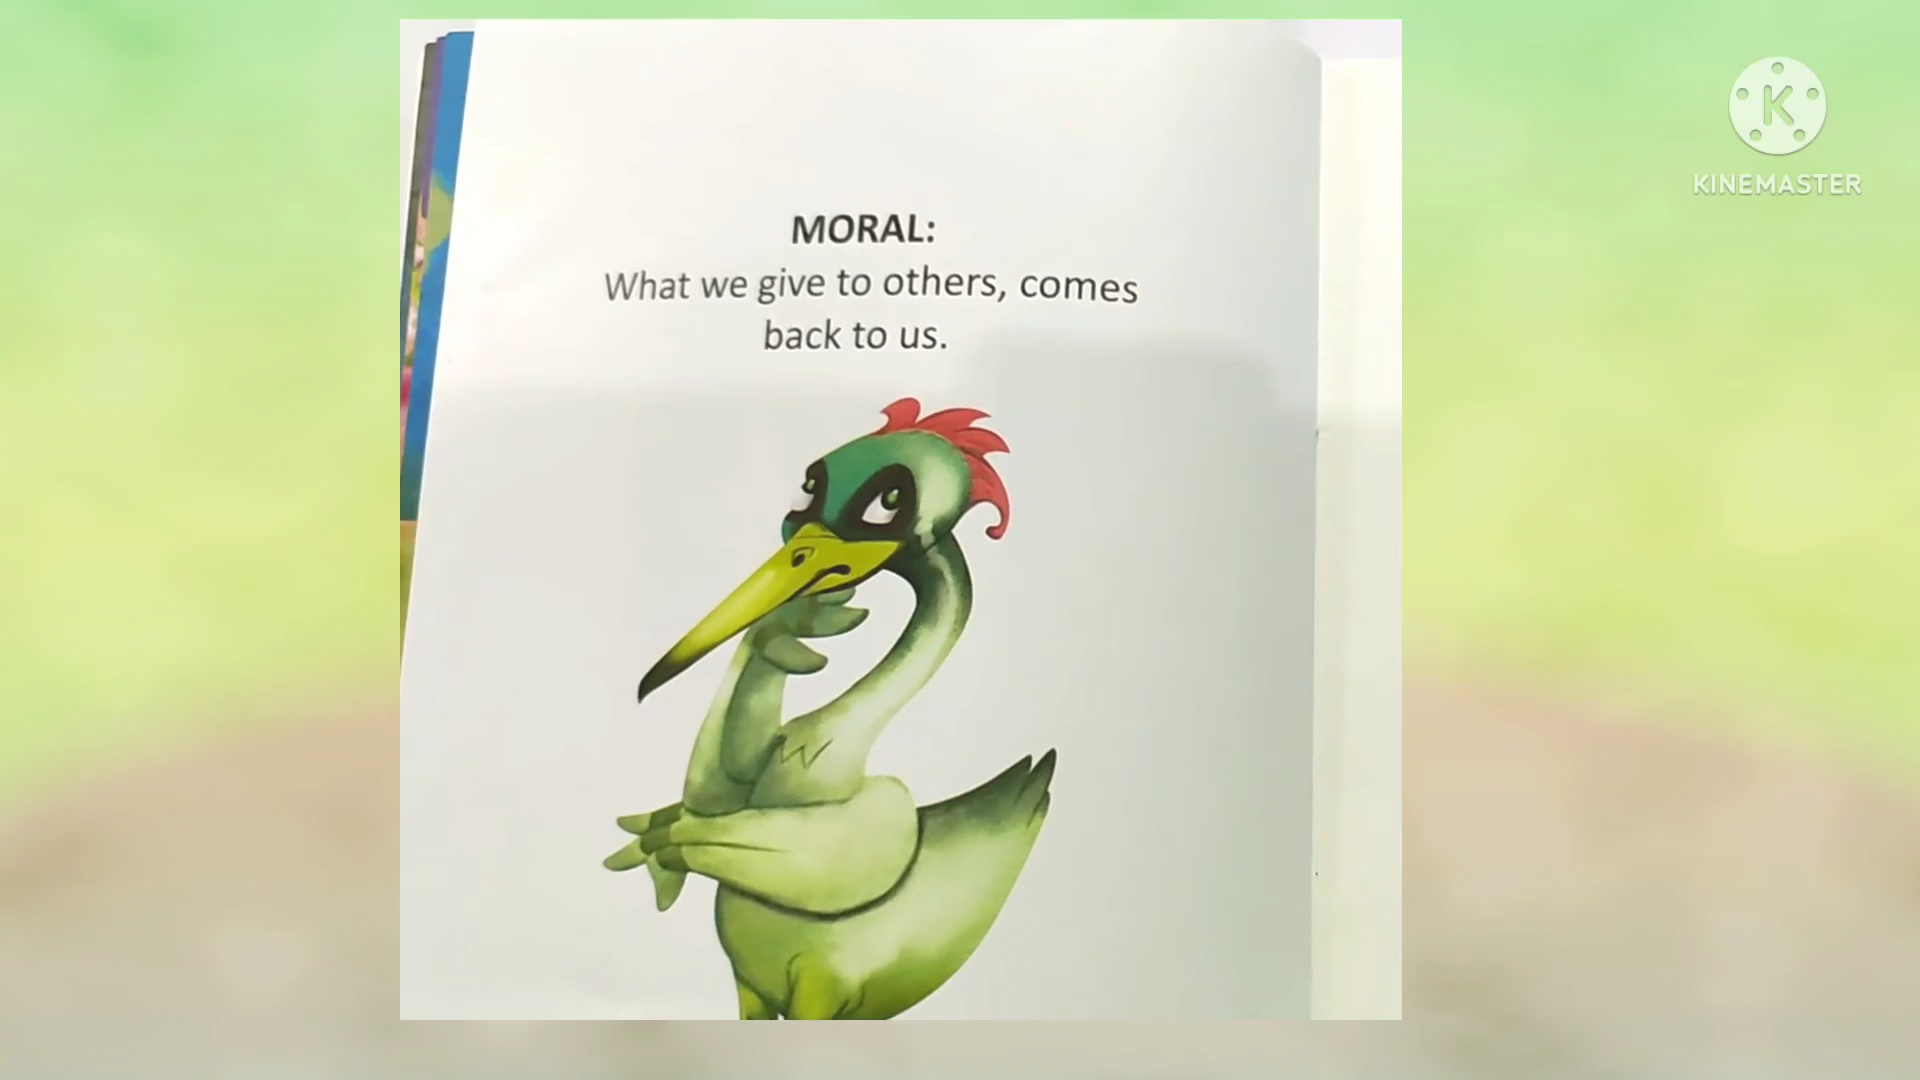 MORAL:
What we give to others, comes
back to us.
K
KINEMASTER